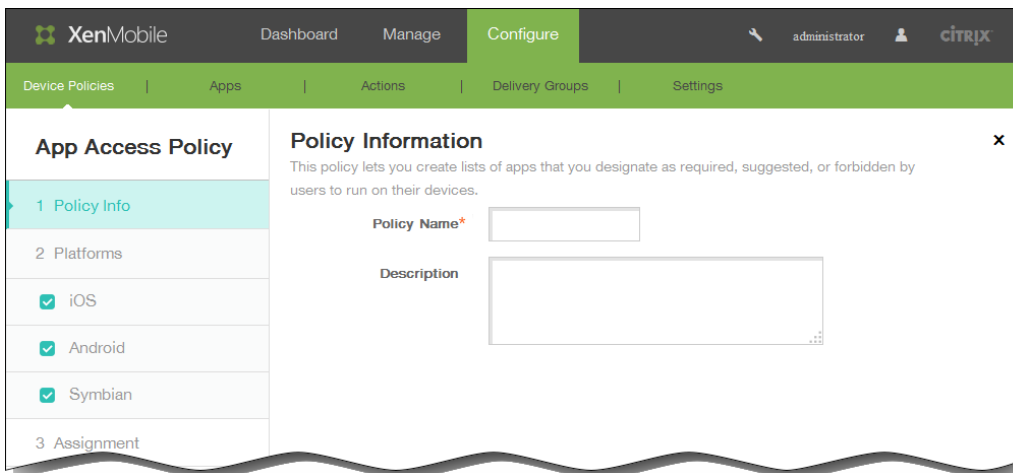 XenMobile Dashboard Manage Configure administrator CİTRIX
Device Policies | Apps | Actions | Delivery Groups | Settings
App Access Policy
1 Policy Info
2 Platforms
iOS
Android
Symbian
3 Assignment
Policy Information
x
This policy lets you create lists of apps that you designate as required, suggested, or forbidden by
users to run on their devices.
Policy Name*
Description